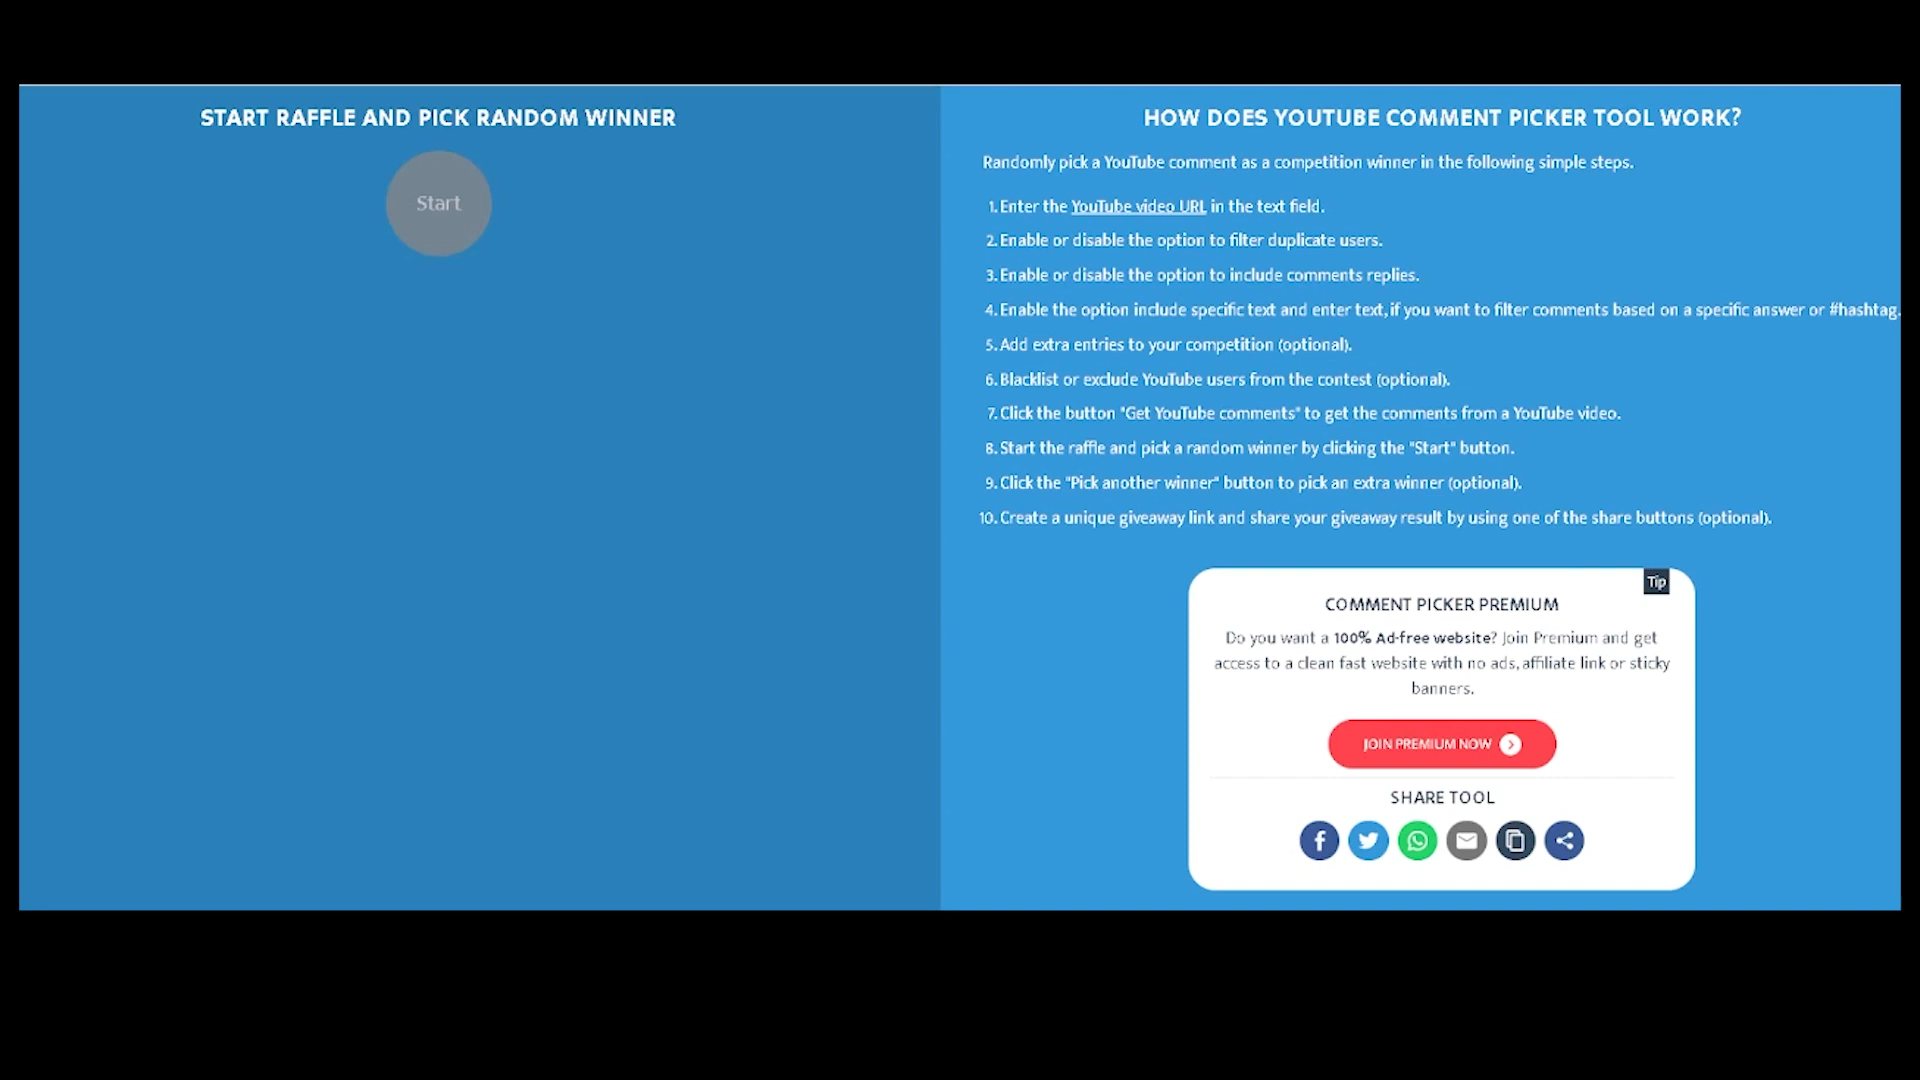 START RAFFLE AND PICK RANDOM WINNER
Start
HOW DOES YOUTUBE COMMENT PICKER TOOL WORK?
Randomly pick a YouTube comment as a competition winner in the following simple steps.
1. Enter the YouTube video URL in the text field.
2. Enable or disable the option to filter duplicate users.
3. Enable or disable the option to include comments replies.
4. Enable the option include specific text and enter text, if you want to filter comments based on a specific answer or #hashtag.
5. Add extra entries to your competition (optional).
6. Blacklist or exclude YouTube users from the contest (optional).
7. Click the button "Get YouTube comments" to get the comments from a YouTube video.
8. Start the raffle and pick a random winner by clicking the "Start" button.
9. Click the "Pick another winner" button to pick an extra winner (optional).
10. Create a unique giveaway link and share your giveaway result by using one of the share buttons (optional).
Tip
COMMENT PICKER PREMIUM
Do you want a 100% Ad-free website? Join Premium and get
access to a clean fast website with no ads, affiliate link or sticky
banners.
JOIN PREMIUM NOW
SHARE TOOL